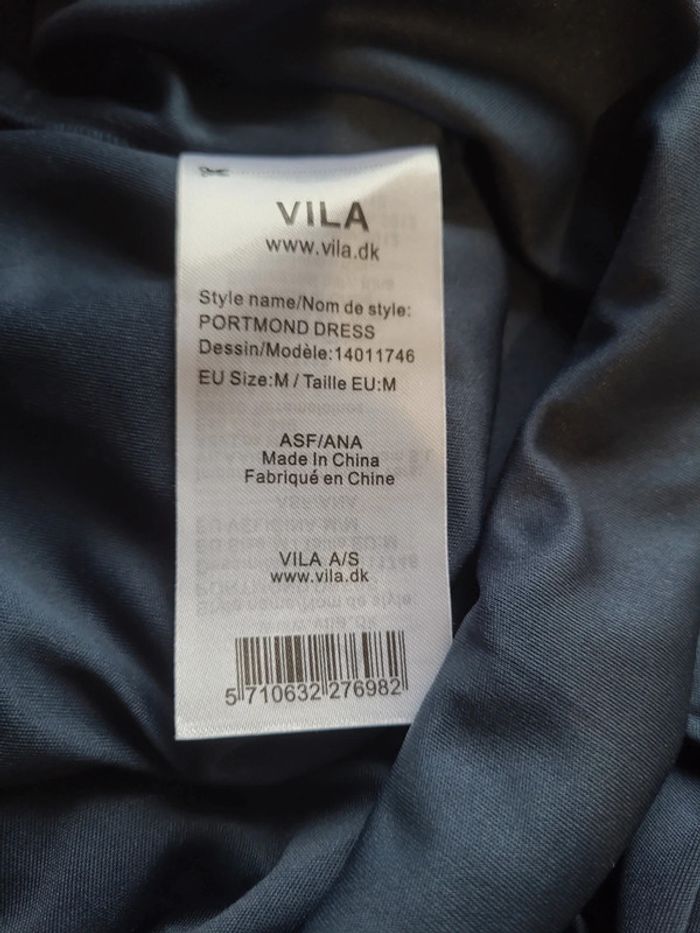 VILA
www.vila.dk
Style name/Nom de style:
PORTMOND DRESS
Dessin/Modèle:14011746
EU Size:M / Taille EU:M
ASF/ANA
Made In China
Fabriqué en Chine
VILA A/S
www.vila.dk
5 710632 276982